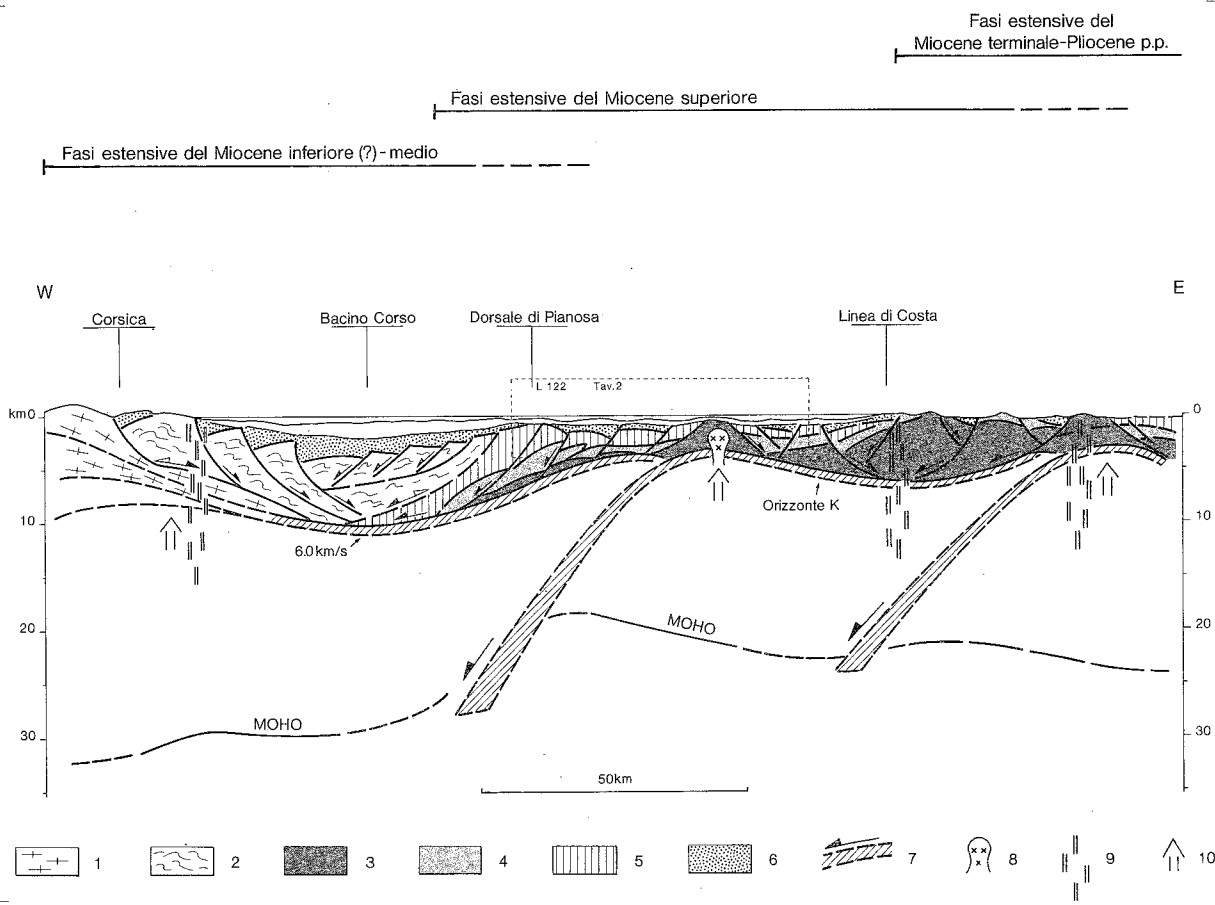 Fasi estensive del
Miocene terminale-Pliocene p.p.
Fasi estensive del Miocene superiore
Fasi estensive del Miocene inferiore (?) - medio
W
E
Corsica
Bacino Corso
Dorsale di Pianosa
Linea di Costa
L 122 Tav.2
km0
0
Orizzonte K
10
10
6.0 km/s
MOHO
20
20
MOHO
30
30
50km
1
2
3
4
5
6
7
8
9
10